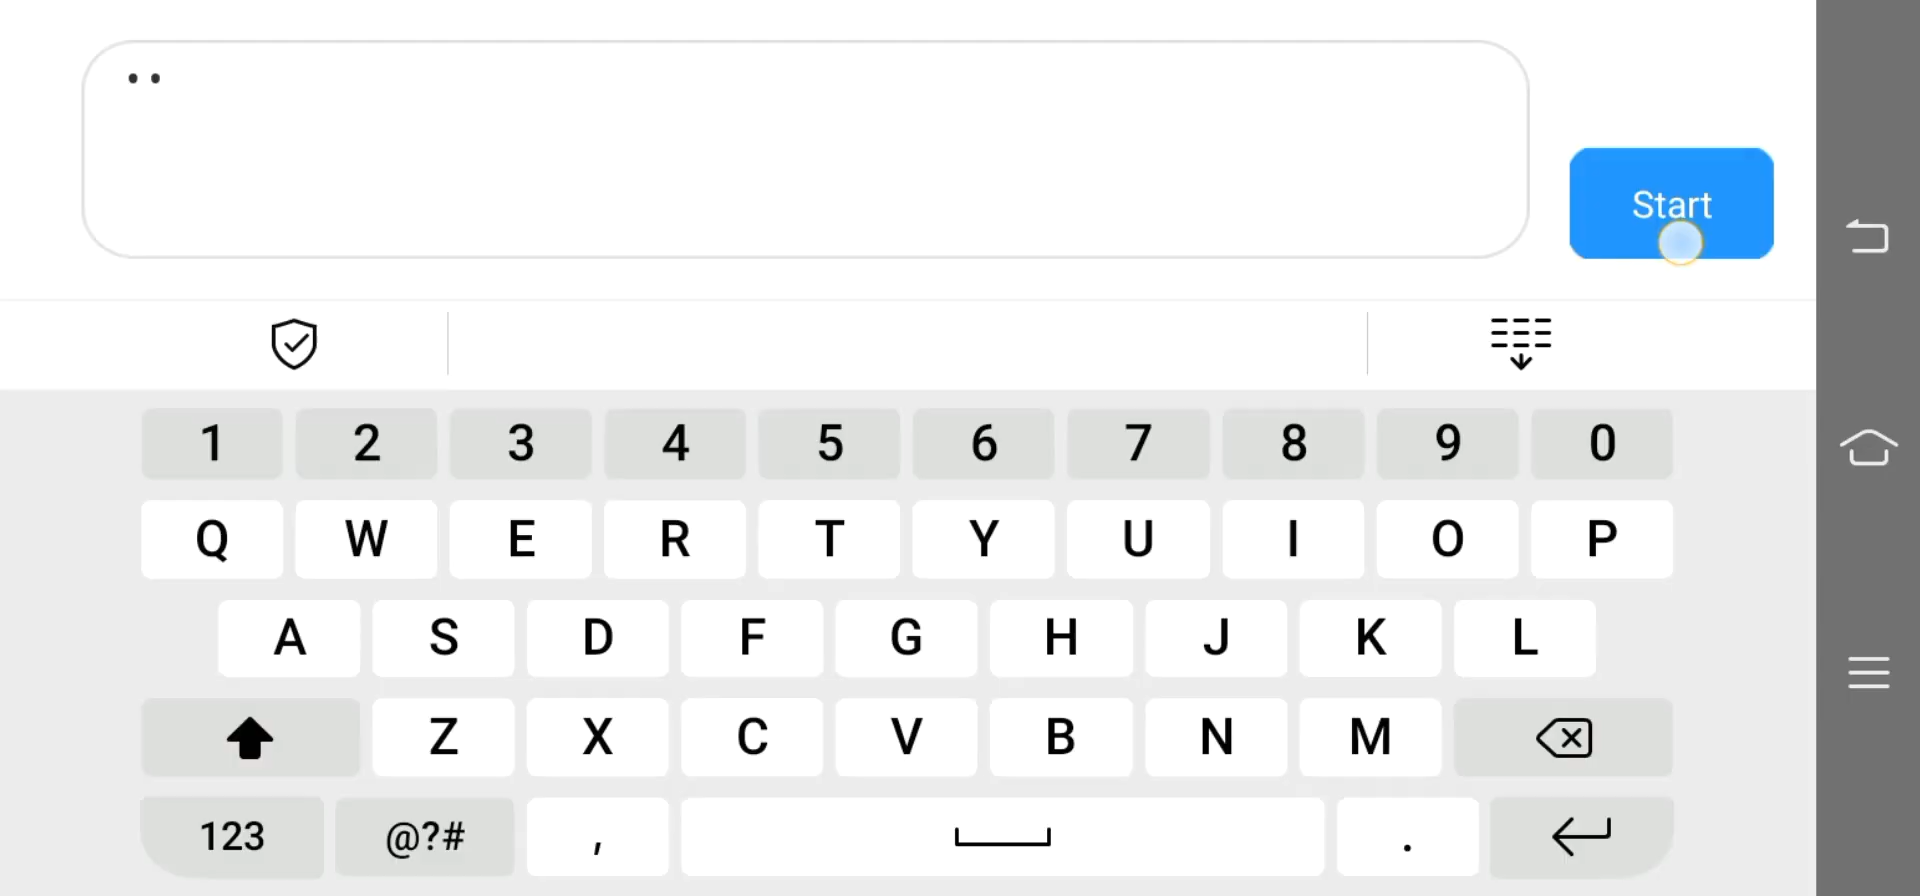 ••
Start
1 2 3 4 5 6 7 8 9 0
Q W E R T Y U I O P
A S D F G H J K L
Z X C V B N M
123 @?# , .